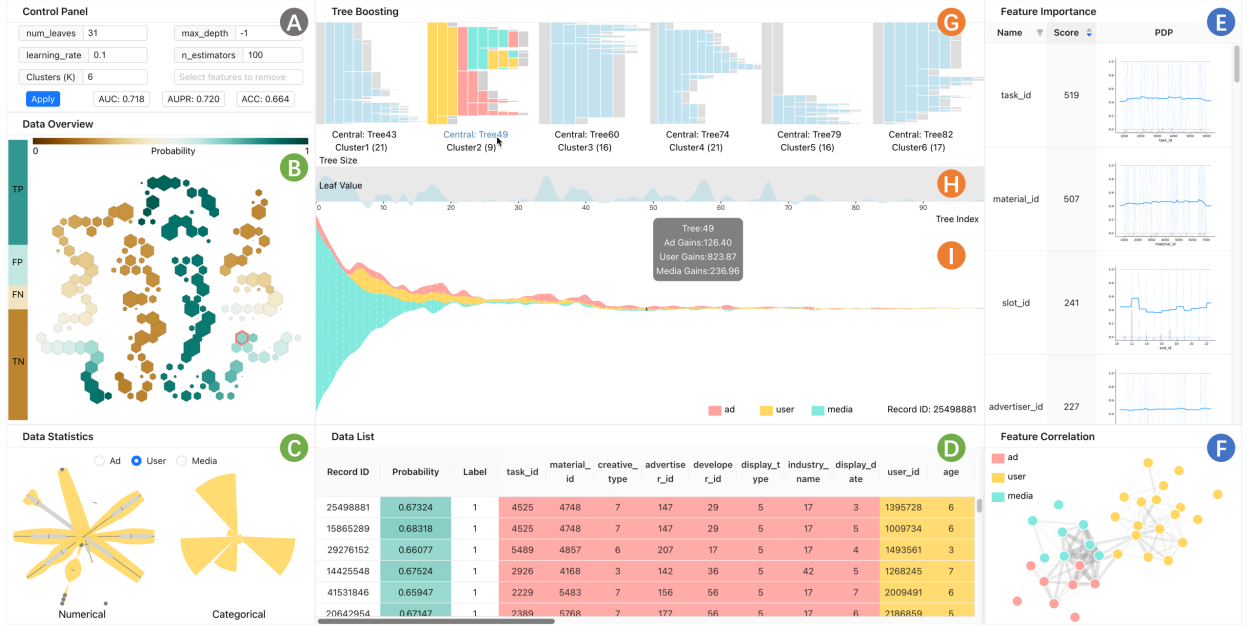 Control Panel
A
num_leaves 31
max_depth -1
learning_rate 0.1
n_estimators 100
Clusters (K) 6
Select features to remove
Apply
AUC: 0.718
AUPR: 0.720
ACC: 0.664
Data Overview
0
Probability
1
B
TP
FP
FN
TN
Data Statistics
C
Ad
User
Media
Numerical
Categorical
Tree Boosting
G
Central: Tree43
Cluster1 (21)
Central: Tree49
Cluster2 (9)
Central: Tree60
Cluster3 (16)
Central: Tree74
Cluster4 (21)
Central: Tree79
Cluster5 (16)
Central: Tree82
Cluster6 (17)
Tree Size
Leaf Value
H
0 10 20 30 40 50 60 70 80 90
Tree Index
Tree:49
Ad Gains:126.40
User Gains:823.87
Media Gains:236.96
I
ad
user
media
Record ID: 25498881
Data List
D
Record ID Probability Label task_id material_id creative_type advertiser_id developer_id display_type industry_name display_date user_id age
25498881 0.67324 1 4525 4748 7 147 29 5 17 3 1395728 6
15865289 0.68318 1 4525 4748 7 147 29 5 17 5 1009734 6
29276152 0.66077 1 5489 4857 6 207 17 5 17 4 1493561 3
14425548 0.67524 1 2926 4168 3 142 36 5 42 5 1268245 7
41531846 0.65947 1 2229 5483 7 156 56 5 17 6 2009491 6
20642954 0.67147 1 2389 5768 7 177 56 5 17 6 2186859 5
Feature Importance
E
Name
Score
PDP
task_id
519
task_id
material_id
507
material_id
slot_id
241
slot_id
advertiser_id
227
Feature Correlation
F
ad
user
media